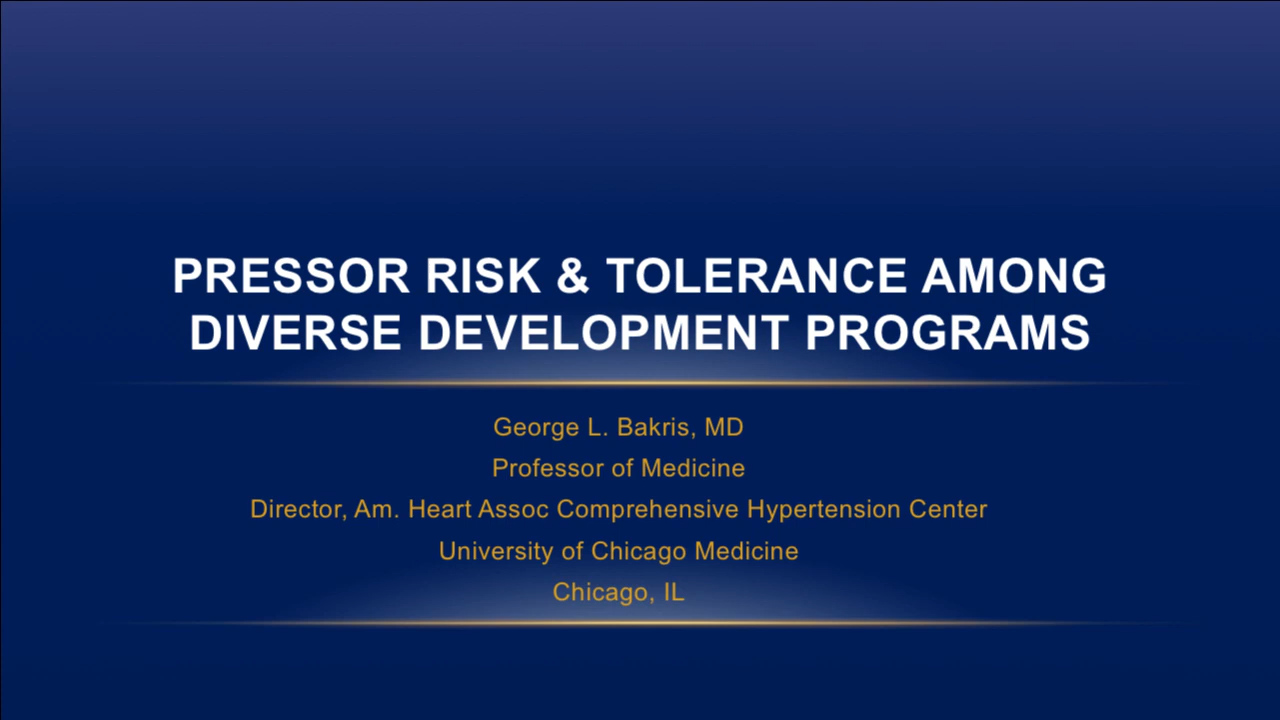 PRESSOR RISK & TOLERANCE AMONG
DIVERSE DEVELOPMENT PROGRAMS
George L. Bakris, MD
Professor of Medicine
Director, Am. Heart Assoc Comprehensive Hypertension Center
University of Chicago Medicine
Chicago, IL